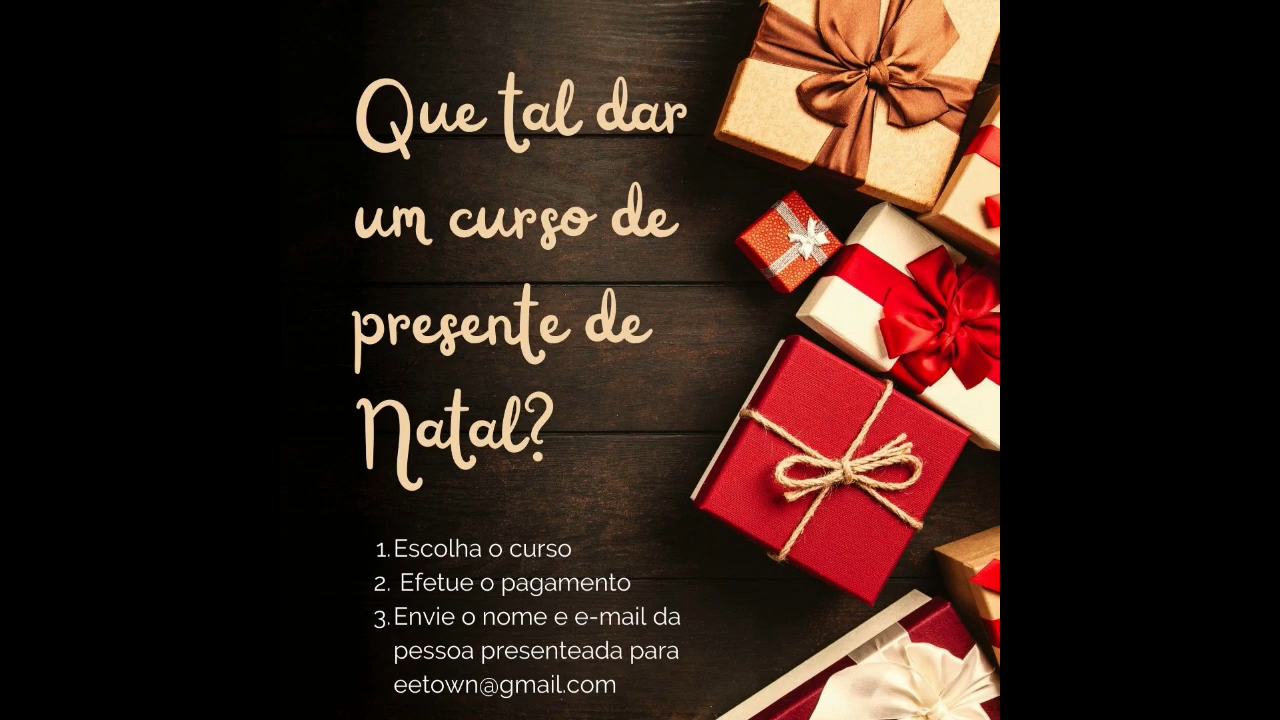 Que tal dar
um curso de
presente de
Natal?
1. Escolha o curso
2. Efetue o pagamento
3. Envie o nome e e-mail da
pessoa presenteada para
eetown@gmail.com